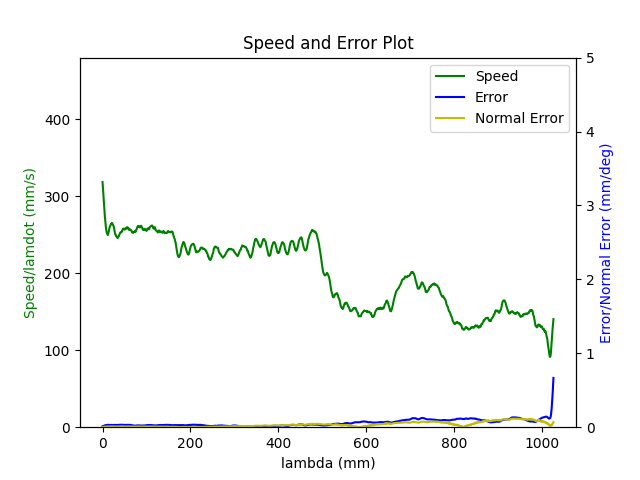 Speed and Error Plot
Speed
Error
Normal Error
Speed/lamdot (mm/s)
400
300
200
100
0
5
4
3
2
1
0
Error/Normal Error (mm/deg)
0
200
400
600
800
1000
lambda (mm)